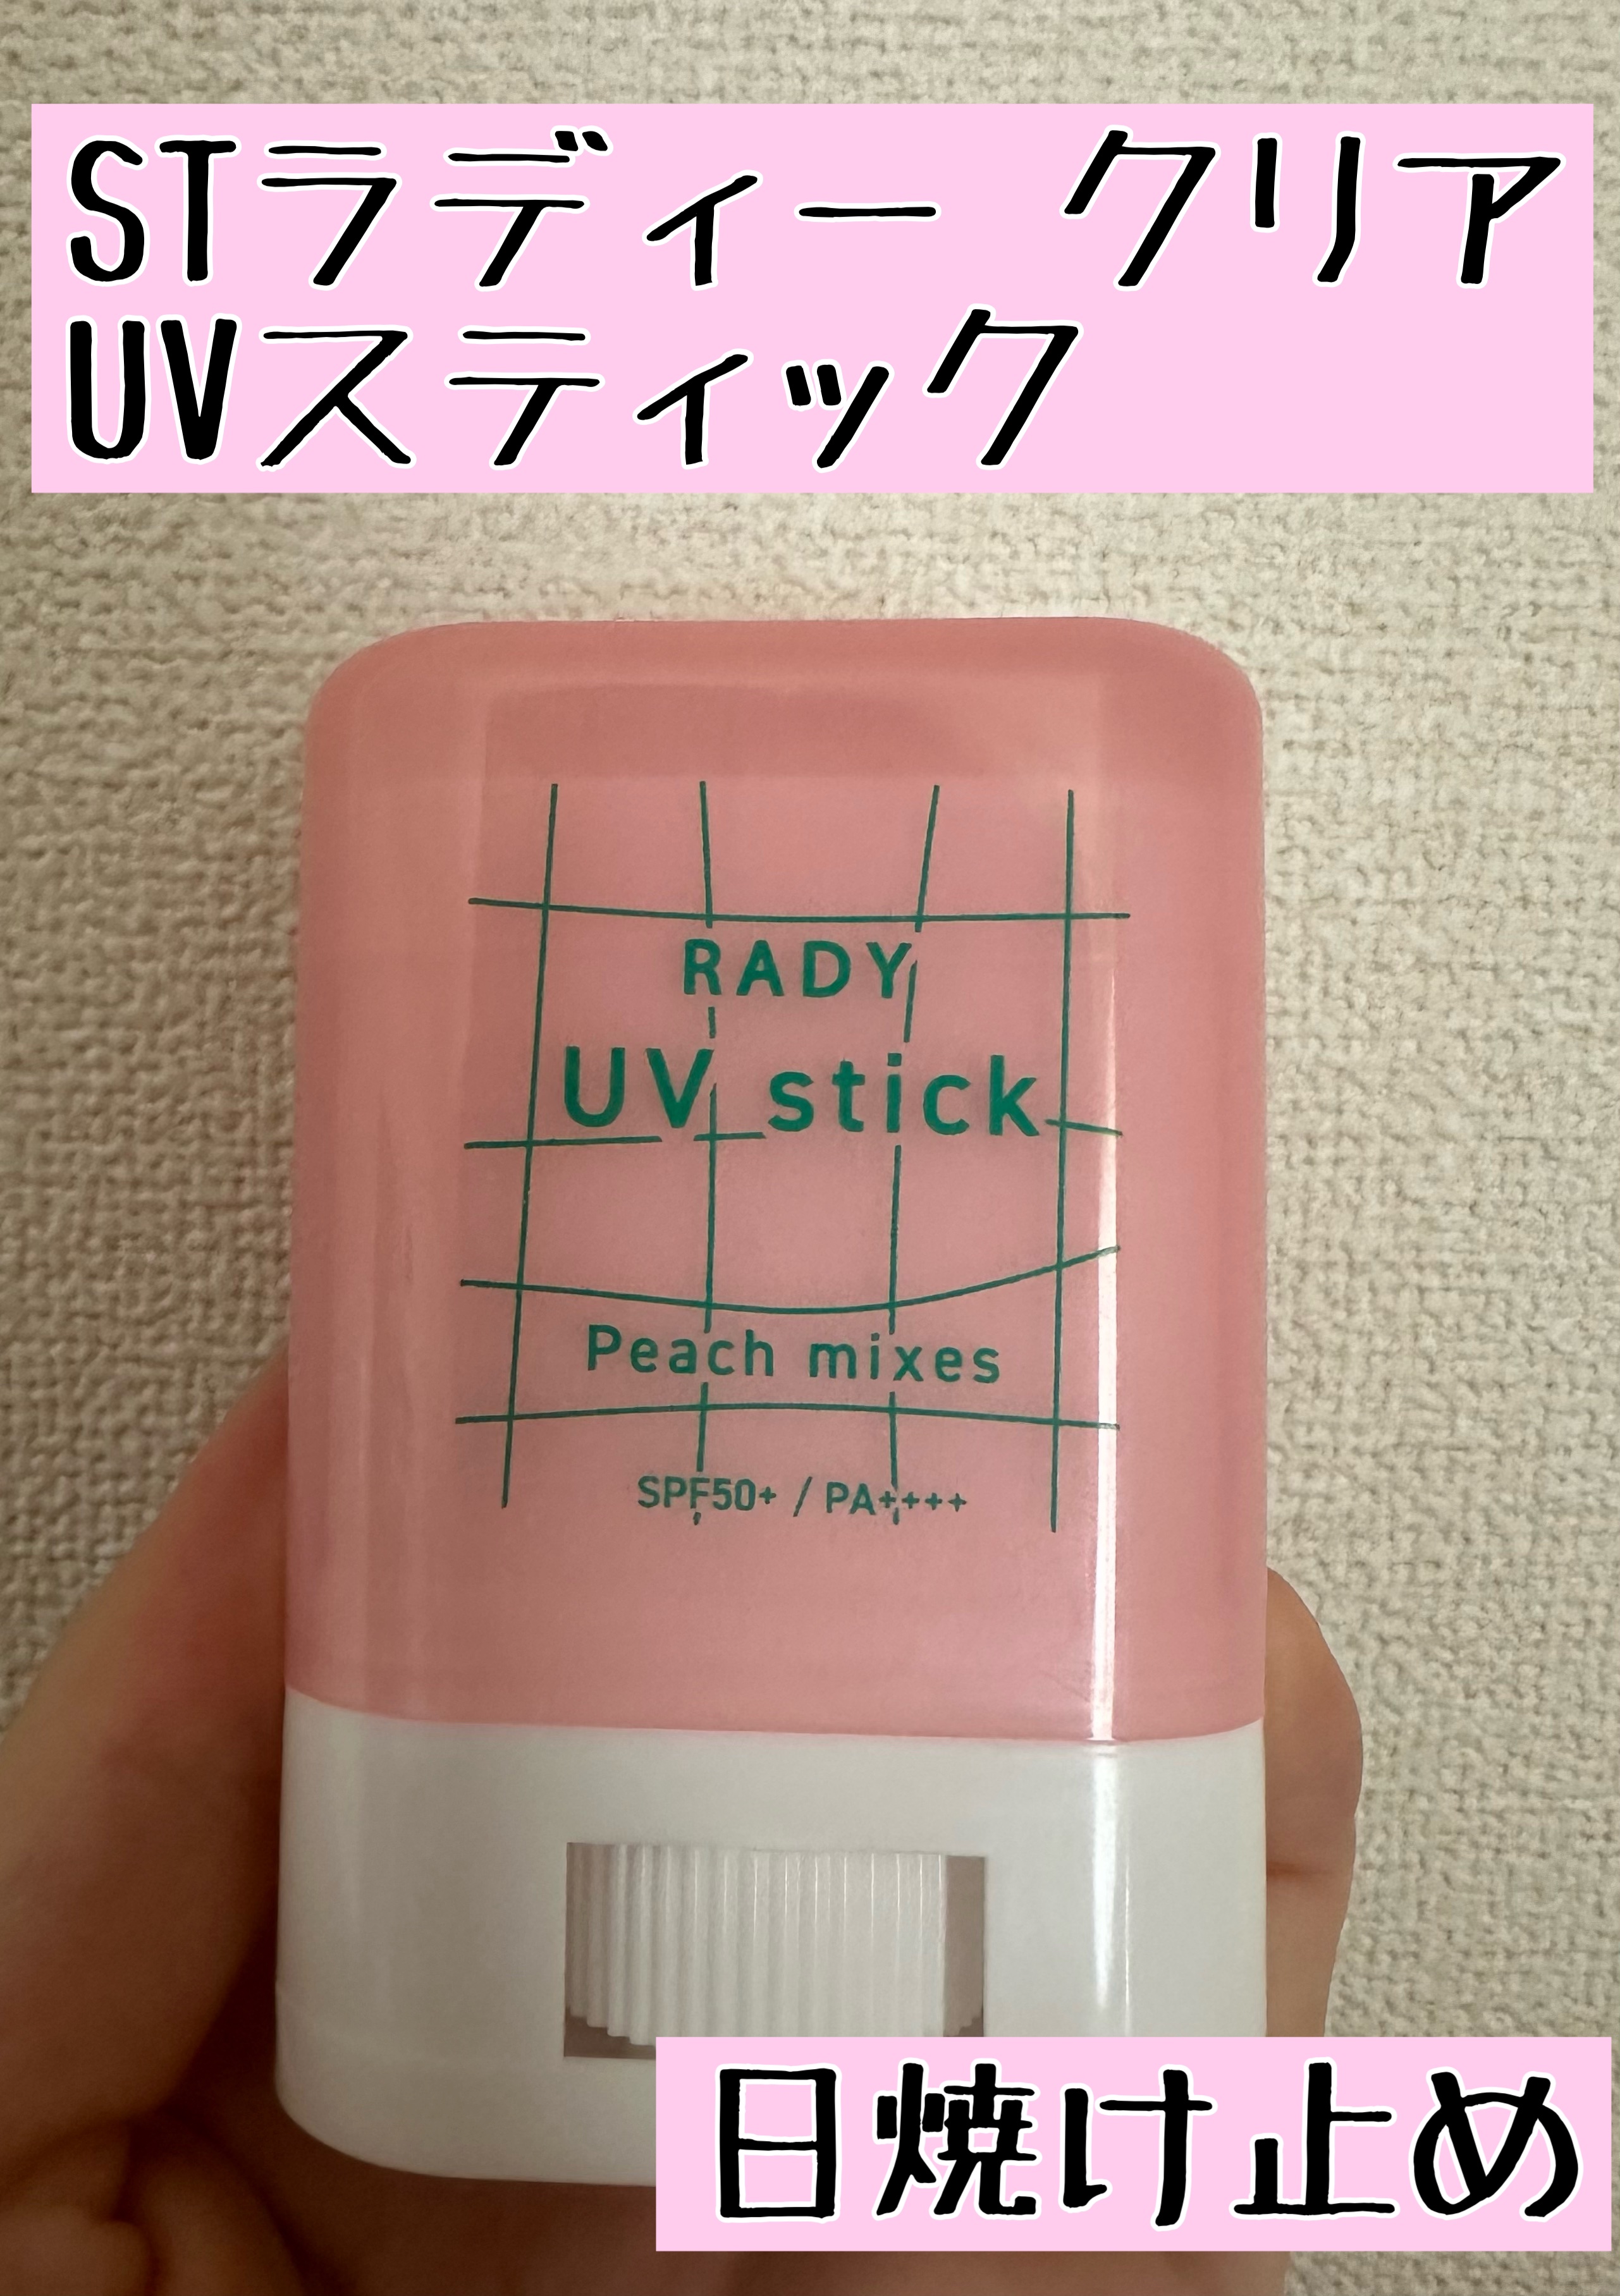 STラディー クリア
UVスティック
RADY
UV stick
Peach mixes
SPF50+ / PA++++
日焼け止め